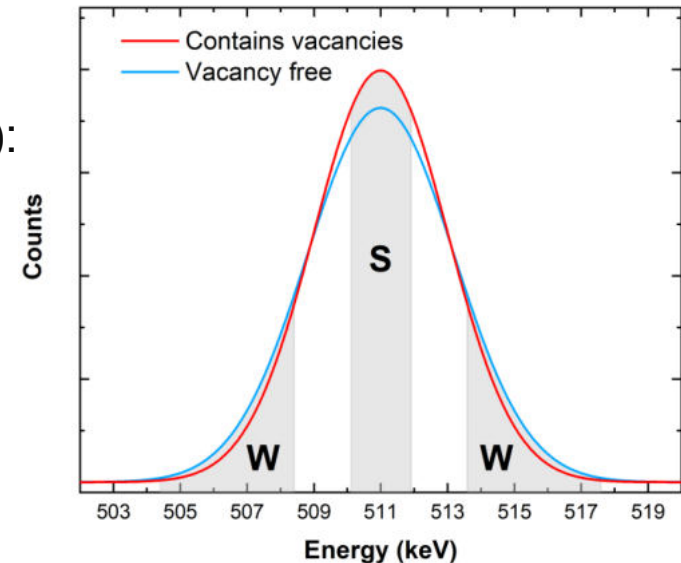 Contains vacancies
Vacancy free
):
Counts
S
W W
503 505 507 509 511 513 515 517 519
Energy (keV)